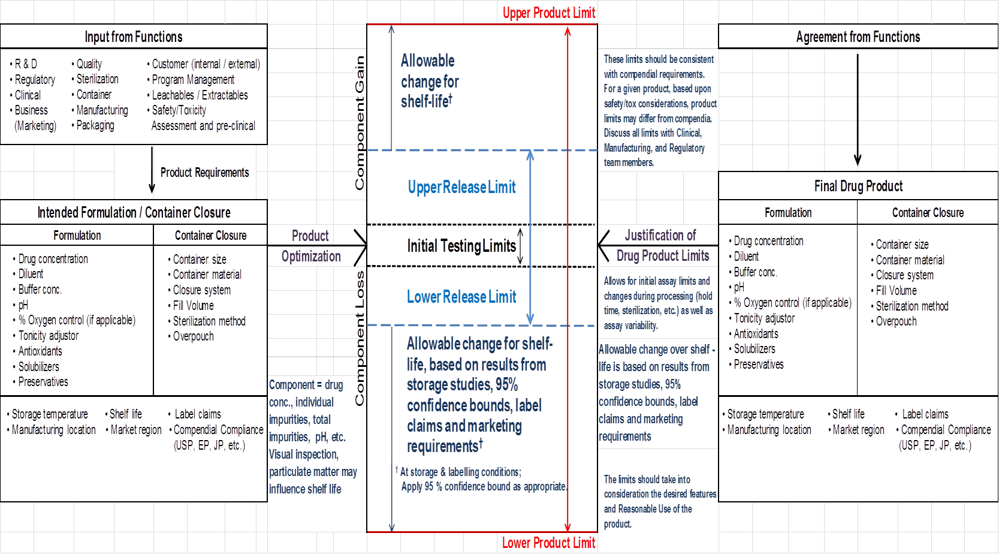 Upper Product Limit
Input from Functions
• R & D
• Regulatory
• Clinical
• Business
(Marketing)
• Quality
• Sterilization
• Container
• Manufacturing
• Packaging
• Customer (internal / external)
• Program Management
• Leachables / Extractables
• Safety/Toxicity
Assessment and pre-clinical
Product Requirements
Intended Formulation / Container Closure
Formulation
• Drug concentration
• Diluent
• Buffer conc.
• pH
• % Oxygen control (if applicable)
• Tonicity adjustor
• Antioxidants
• Solubilizers
• Preservatives
Container Closure
• Container size
• Container material
• Closure system
• Fill Volume
• Sterilization method
• Overpouch
• Storage temperature
• Manufacturing location
• Shelf life
• Market region
• Label claims
• Compendial Compliance
(USP, EP, JP, etc.)
Product
Optimization
Component = drug
conc., individual
impurities, total
impurities, pH, etc.
Visual inspection,
particulate matter may
influence shelf life
Component Gain
Component Loss
Allowable
change for
shelf-life†
Upper Release Limit
Initial Testing Limits
Lower Release Limit
Allowable change for shelf-
life, based on results from
storage studies, 95%
confidence bounds, label
claims and marketing
requirements†
† At storage & labelling conditions;
Apply 95 % confidence bound as appropriate.
Lower Product Limit
These limits should be consistent
with compendial requirements.
For a given product, based upon
safety/tox considerations, product
limits may differ from compendia.
Discuss all limits with Clinical,
Manufacturing, and Regulatory
team members.
Justification of
Drug Product Limits
Allows for initial assay limits and
changes during processing (hold
time, sterilization, etc.) as well as
assay variability.
Allowable change over shelf -
life is based on results from
storage studies, 95%
confidence bounds, label
claims and marketing
requirements
The limits should take into
consideration the desired features
and Reasonable Use of the
product.
Agreement from Functions
Final Drug Product
Formulation
• Drug concentration
• Diluent
• Buffer conc.
• pH
• % Oxygen control (if applicable)
• Tonicity adjustor
• Antioxidants
• Solubilizers
• Preservatives
Container Closure
• Container size
• Container material
• Closure system
• Fill Volume
• Sterilization method
• Overpouch
• Storage temperature
• Manufacturing location
• Shelf life
• Market region
• Label claims
• Compendial Compliance
(USP, EP, JP, etc.)